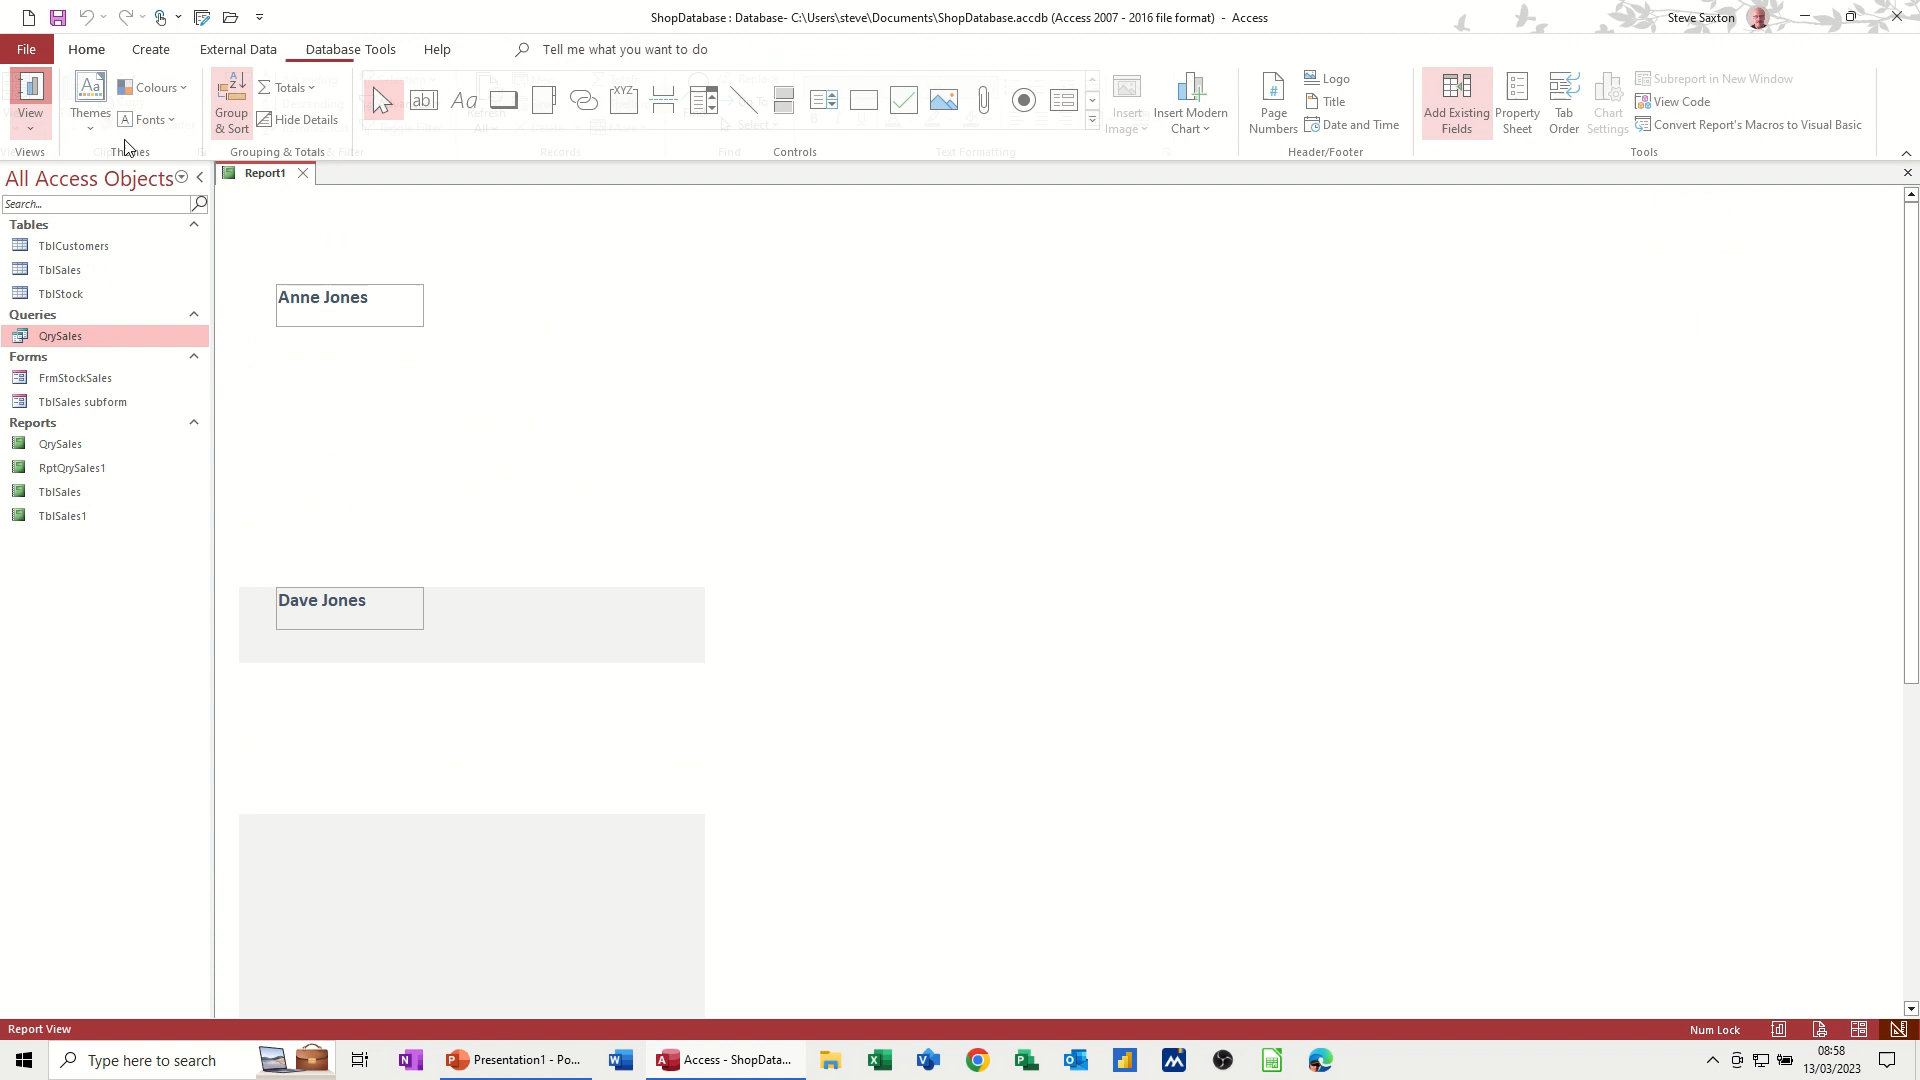 ShopDatabase : Database- C:\Users\steve\Documents\ShopDatabase.accdb (Access 2007 - 2016 file format) - Access
Steve Saxton
File
Home
Create
External Data
Database Tools
Help
Tell me what you want to do
View
Themes
Colours
Fonts
Group
& Sort
Totals
Hide Details
Insert
Image
Insert Modern
Chart
Page
Numbers
Logo
Title
Date and Time
Add Existing
Fields
Property
Sheet
Tab
Order
Chart
Settings
Subreport in New Window
View Code
Convert Report's Macros to Visual Basic
Views
Themes
Grouping & Totals
Records
Find
Controls
Text Formatting
Header/Footer
Tools
All Access Objects
Search...
Tables
TblCustomers
TblSales
TblStock
Queries
QrySales
Forms
FrmStockSales
TblSales subform
Reports
QrySales
RptQrySales1
TblSales
TblSales1
Report1
Anne Jones
Dave Jones
Report View
Num Lock
Type here to search
Presentation1 - Po...
Access - ShopData...
08:58
13/03/2023